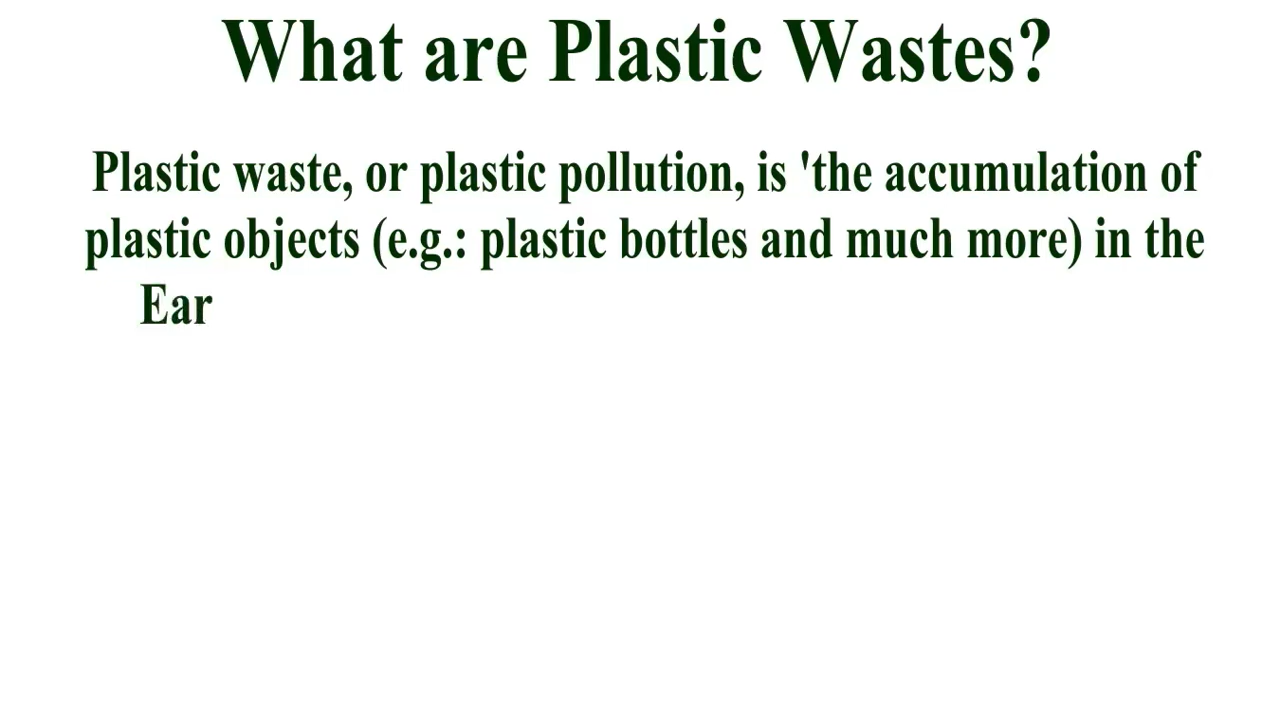 What are Plastic Wastes?
Plastic waste, or plastic pollution, is 'the accumulation of
plastic objects (e.g.: plastic bottles and much more) in the
Ear